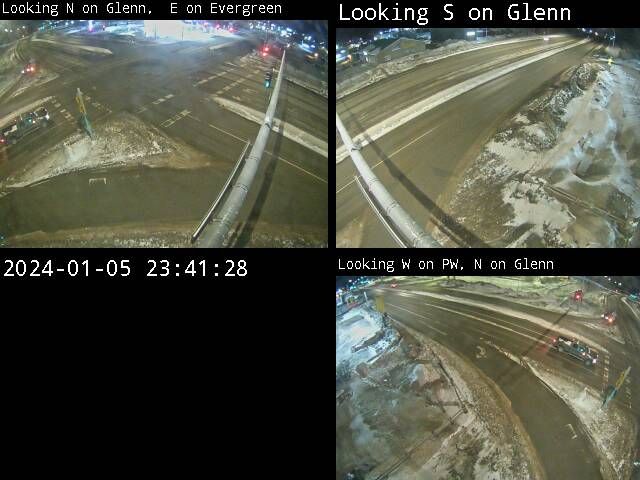 Looking N on Glenn,  E on Evergreen
Looking S on Glenn
2024-01-05 23:41:28
Looking W on PW, N on Glenn